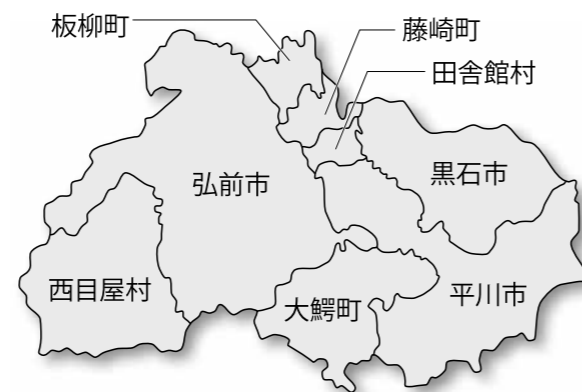 板柳町
藤崎町
田舎館村
黒石市
弘前市
西目屋村
大鰐町
平川市